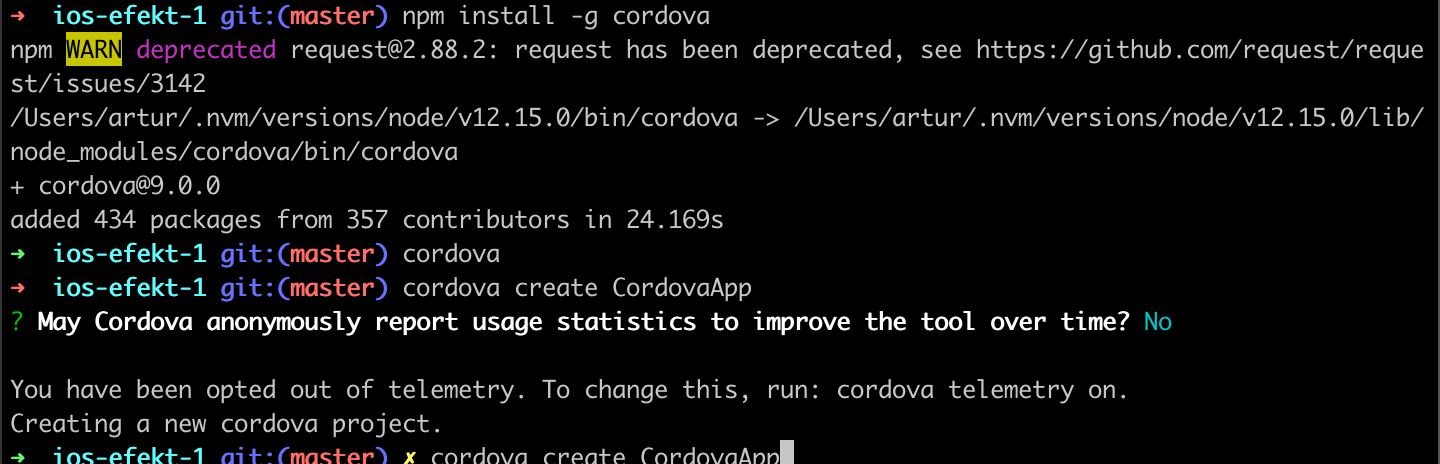 ➜  ios-efekt-1 git:(master) npm install -g cordova
npm WARN deprecated request@2.88.2: request has been deprecated, see https://github.com/request/reque
st/issues/3142
/Users/artur/.nvm/versions/node/v12.15.0/bin/cordova -> /Users/artur/.nvm/versions/node/v12.15.0/lib/
node_modules/cordova/bin/cordova
+ cordova@9.0.0
added 434 packages from 357 contributors in 24.169s
➜  ios-efekt-1 git:(master) cordova
➜  ios-efekt-1 git:(master) cordova create CordovaApp
? May Cordova anonymously report usage statistics to improve the tool over time? No
You have been opted out of telemetry. To change this, run: cordova telemetry on.
Creating a new cordova project.
➜  ios-efekt-1 git:(master) ✗ cordova create CordovaApp